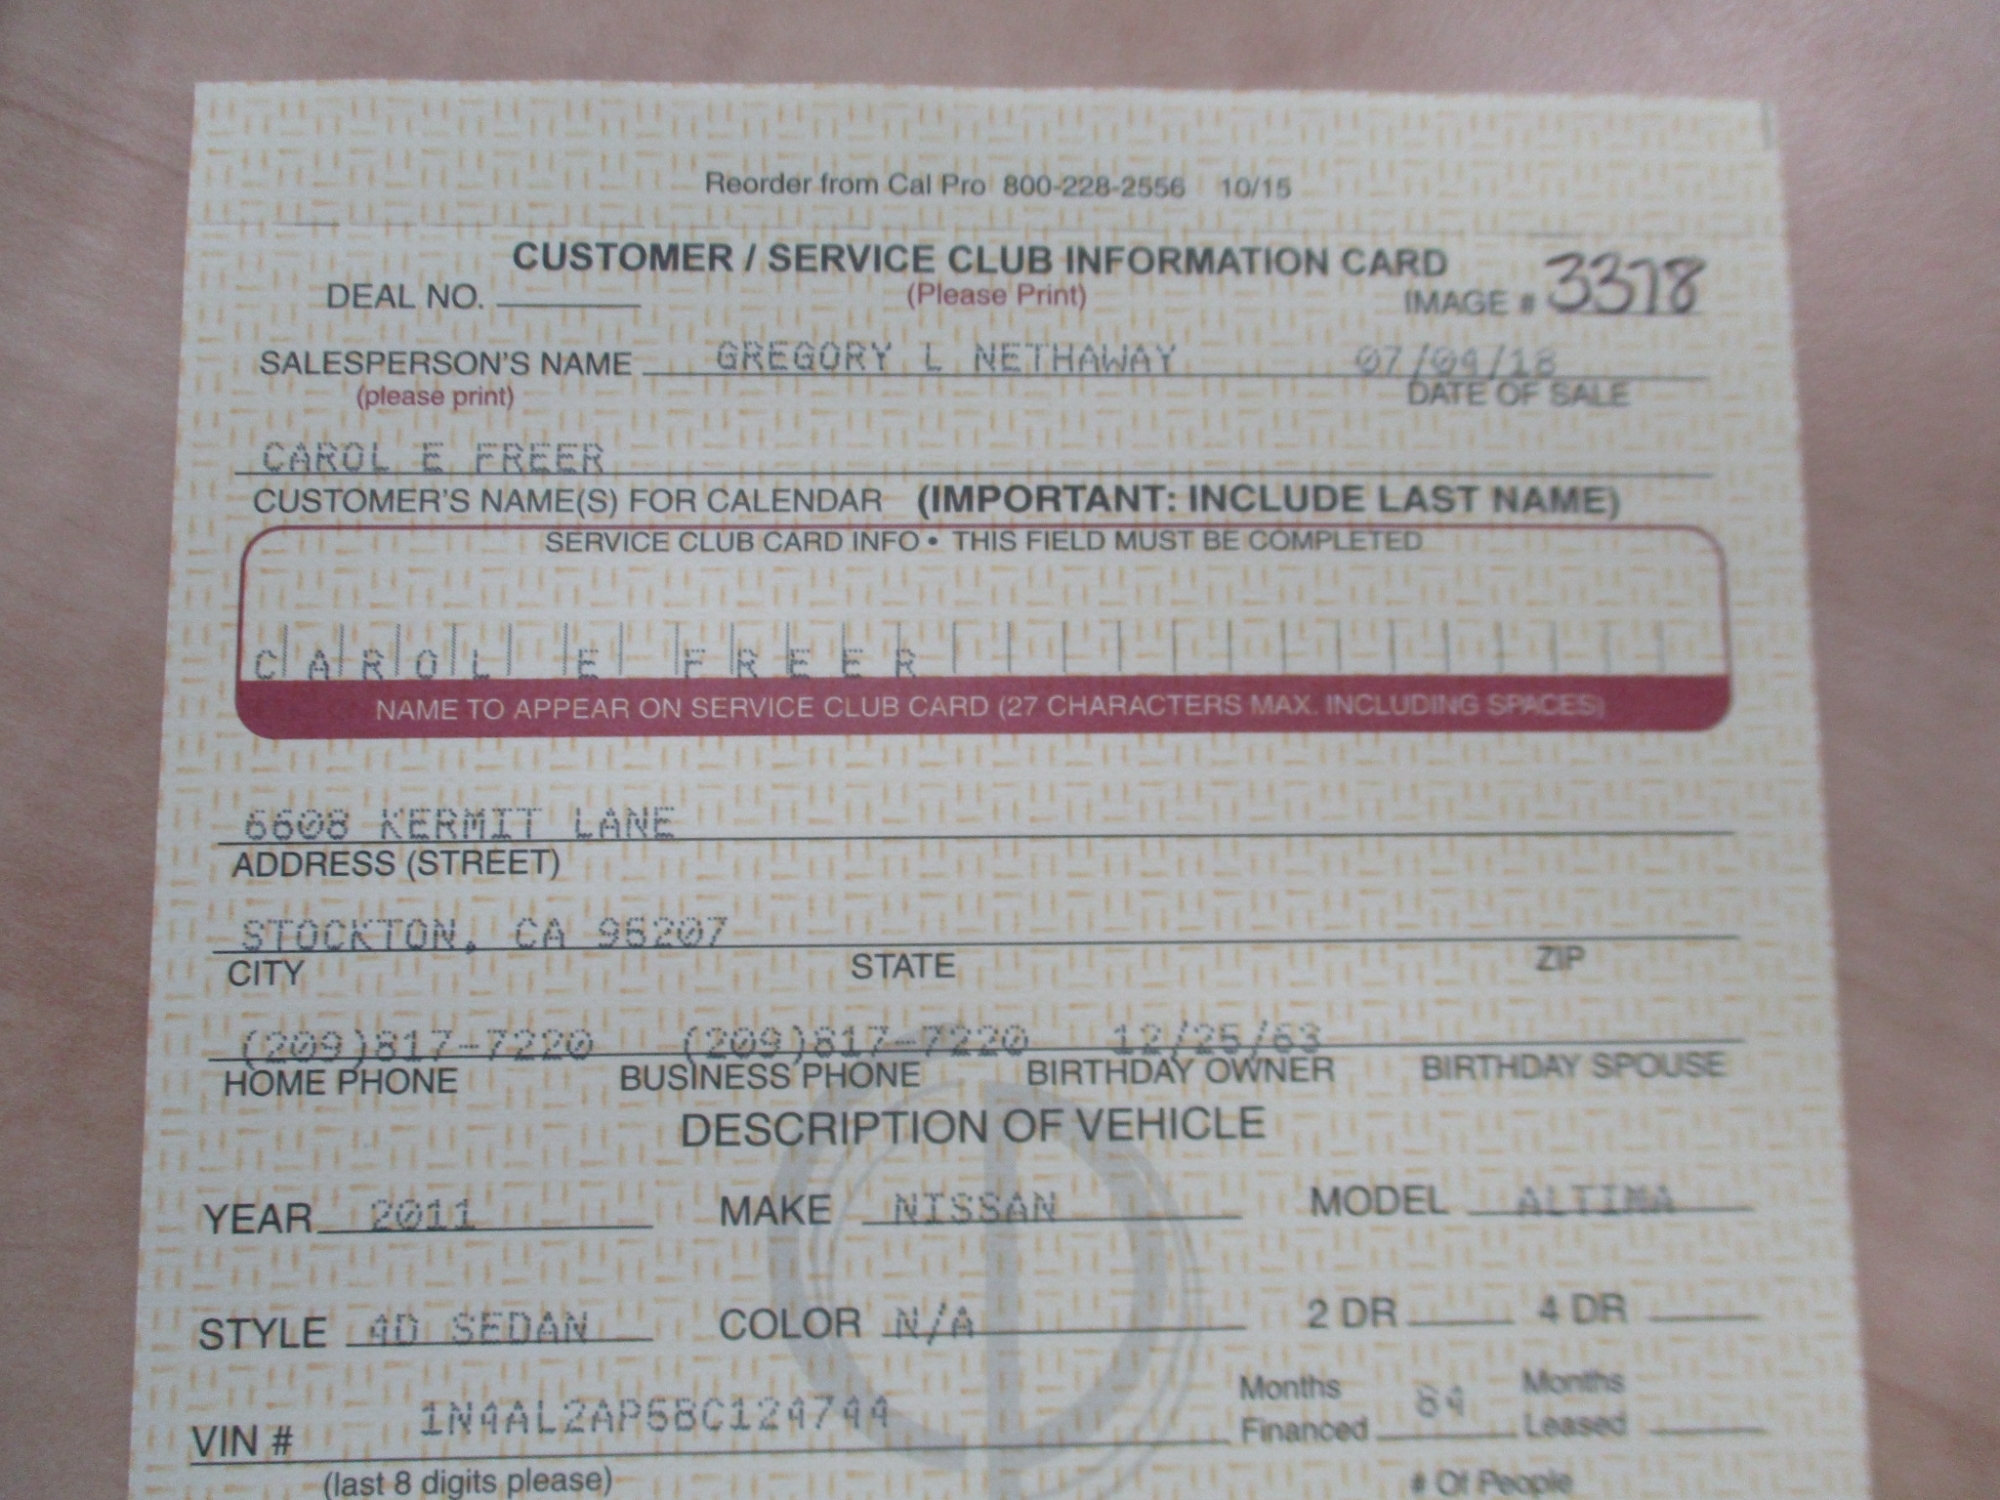 Reorder from Cal Pro 800-228-2556 10/15
CUSTOMER / SERVICE CLUB INFORMATION CARD
DEAL NO. (Please Print) IMAGE # 3378
SALESPERSON'S NAME GREGORY L NETHAWAY 07/09/18
(please print) DATE OF SALE
CAROL E FREER
CUSTOMER'S NAME(S) FOR CALENDAR (IMPORTANT: INCLUDE LAST NAME)
SERVICE CLUB CARD INFO • THIS FIELD MUST BE COMPLETED
CAROL E FREER
NAME TO APPEAR ON SERVICE CLUB CARD (27 CHARACTERS MAX. INCLUDING SPACES)
6608 KERMIT LANE
ADDRESS (STREET)
STOCKTON, CA 95207
CITY STATE ZIP
(209)817-7220 (209)817-7220 12/25/63
HOME PHONE BUSINESS PHONE BIRTHDAY OWNER BIRTHDAY SPOUSE
DESCRIPTION OF VEHICLE
YEAR 2011 MAKE NISSAN MODEL ALTIMA
STYLE 4D SEDAN COLOR N/A 2 DR 4 DR
VIN # 1N4AL2AP6BC124744 Months Financed 84 Months Leased
(last 8 digits please) # Of People